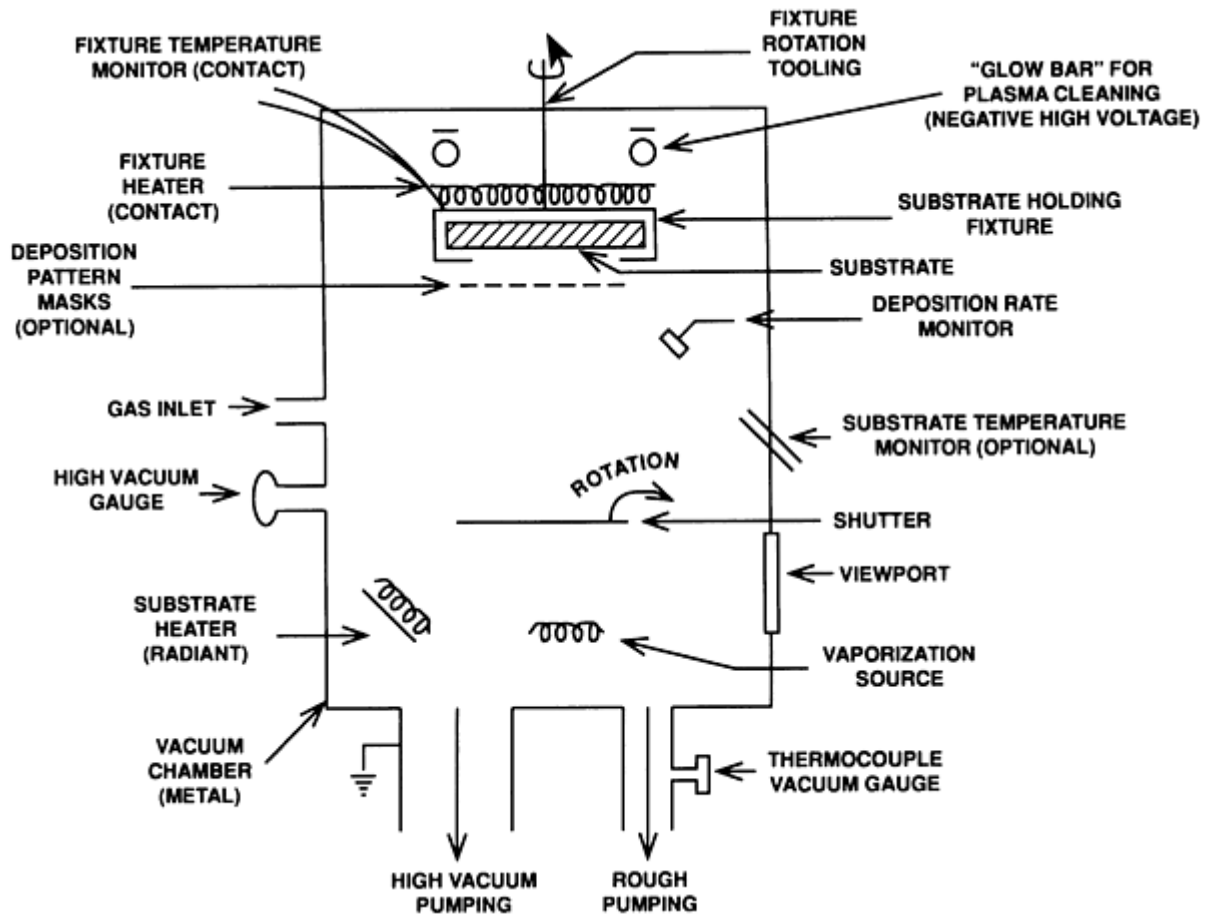 FIXTURE TEMPERATURE
MONITOR (CONTACT)
FIXTURE
ROTATION
TOOLING
"GLOW BAR" FOR
PLASMA CLEANING
(NEGATIVE HIGH VOLTAGE)
FIXTURE
HEATER
(CONTACT)
SUBSTRATE HOLDING
FIXTURE
DEPOSITION
PATTERN
MASKS
(OPTIONAL)
SUBSTRATE
DEPOSITION RATE
MONITOR
GAS INLET
SUBSTRATE TEMPERATURE
MONITOR (OPTIONAL)
HIGH VACUUM
GAUGE
ROTATION
SHUTTER
VIEWPORT
SUBSTRATE
HEATER
(RADIANT)
VAPORIZATION
SOURCE
VACUUM
CHAMBER
(METAL)
THERMOCOUPLE
VACUUM GAUGE
HIGH VACUUM
PUMPING
ROUGH
PUMPING